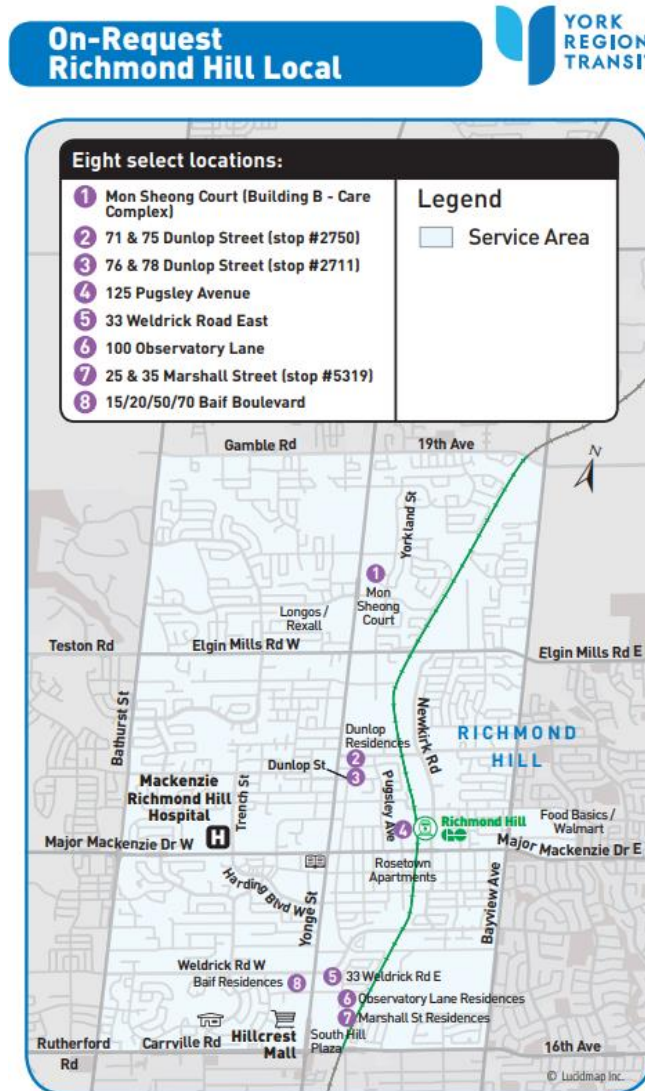 On-Request
Richmond Hill Local
YORK
REGION
TRANSIT
Eight select locations:
1 Mon Sheong Court (Building B - Care
Complex)
2 71 & 75 Dunlop Street (stop #2750)
3 76 & 78 Dunlop Street (stop #2711)
4 125 Pugsley Avenue
5 33 Weldrick Road East
6 100 Observatory Lane
7 25 & 35 Marshall Street (stop #5319)
8 15/20/50/70 Baif Boulevard
Legend
Service Area
Gamble Rd
19th Ave
N
Yorkland St
1
Mon
Sheong
Court
Longos /
Rexall
Teston Rd
Elgin Mills Rd W
Elgin Mills Rd E
Bathurst St
Newkirk Rd
RICHMOND
HILL
Dunlop
Residences
2
Dunlop St
3
Pugsley Ave
Mackenzie
Richmond Hill
Hospital
H
Trench St
4
Richmond Hill
GO
Food Basics /
Walmart
Major Mackenzie Dr W
Major Mackenzie Dr E
Rosetown
Apartments
Harding Blvd W
Yonge St
Bayview Ave
Weldrick Rd W
5 33 Weldrick Rd E
Baif Residences 8
6 Observatory Lane Residences
7 Marshall St Residences
Rutherford
Rd
Carrville Rd
Hillcrest
Mall
South Hill
Plaza
16th Ave
© Lucidmap Inc.